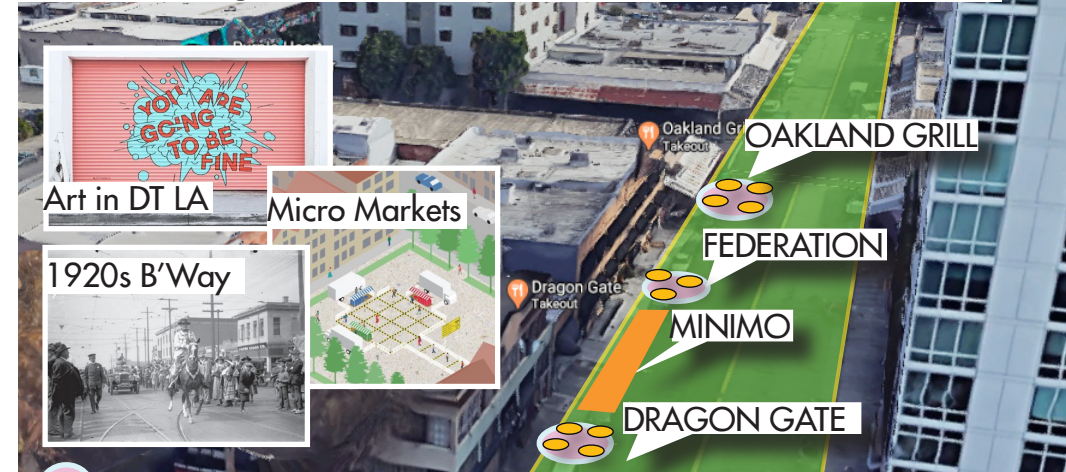 YOU ARE
GOING
TO BE
FINE
Art in DT LA
Micro Markets
1920s B'Way
Oakland Gr
Takeout
OAKLAND GRILL
FEDERATION
Dragon Gate
Takeout
MINIMO
DRAGON GATE